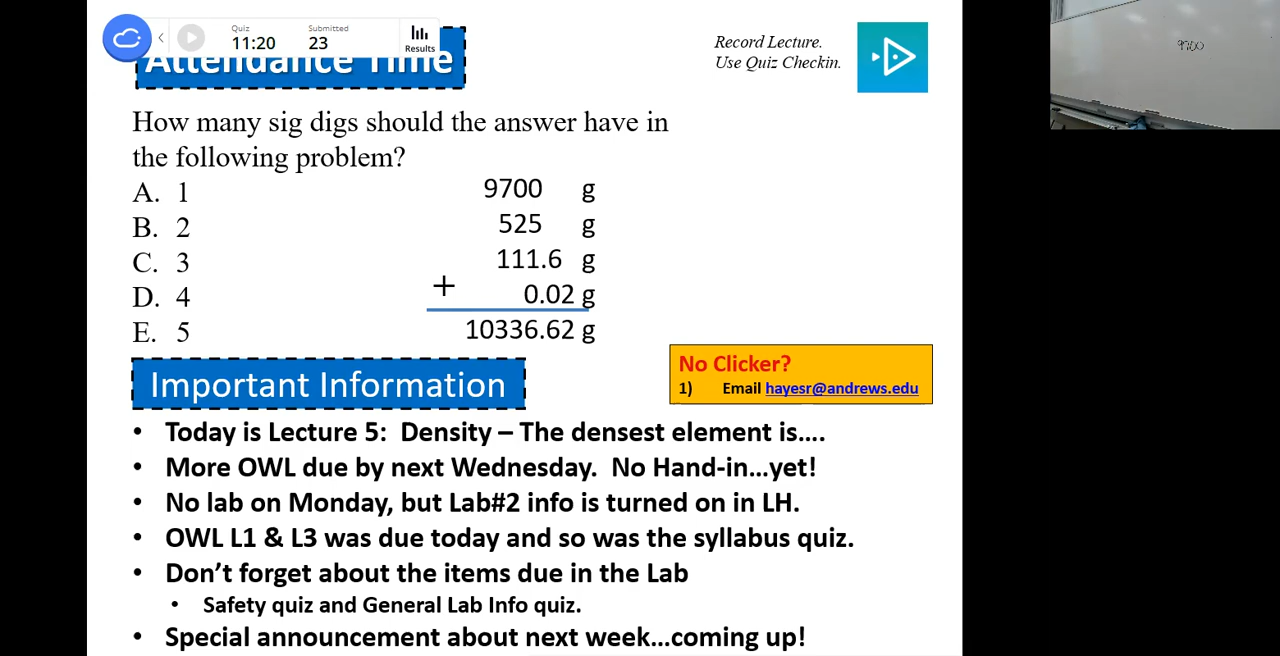 Quiz
11:20
Submitted
23
Results
Attendance Time
Record Lecture.
Use Quiz Checkin.
How many sig digs should the answer have in
the following problem?
A. 1
B. 2
C. 3
D. 4
E. 5
9700 g
525 g
111.6 g
+ 0.02 g
10336.62 g
No Clicker?
1) Email hayesr@andrews.edu
Important Information
• Today is Lecture 5: Density – The densest element is….
• More OWL due by next Wednesday. No Hand-in…yet!
• No lab on Monday, but Lab#2 info is turned on in LH.
• OWL L1 & L3 was due today and so was the syllabus quiz.
• Don’t forget about the items due in the Lab
• Safety quiz and General Lab Info quiz.
• Special announcement about next week…coming up!
9700